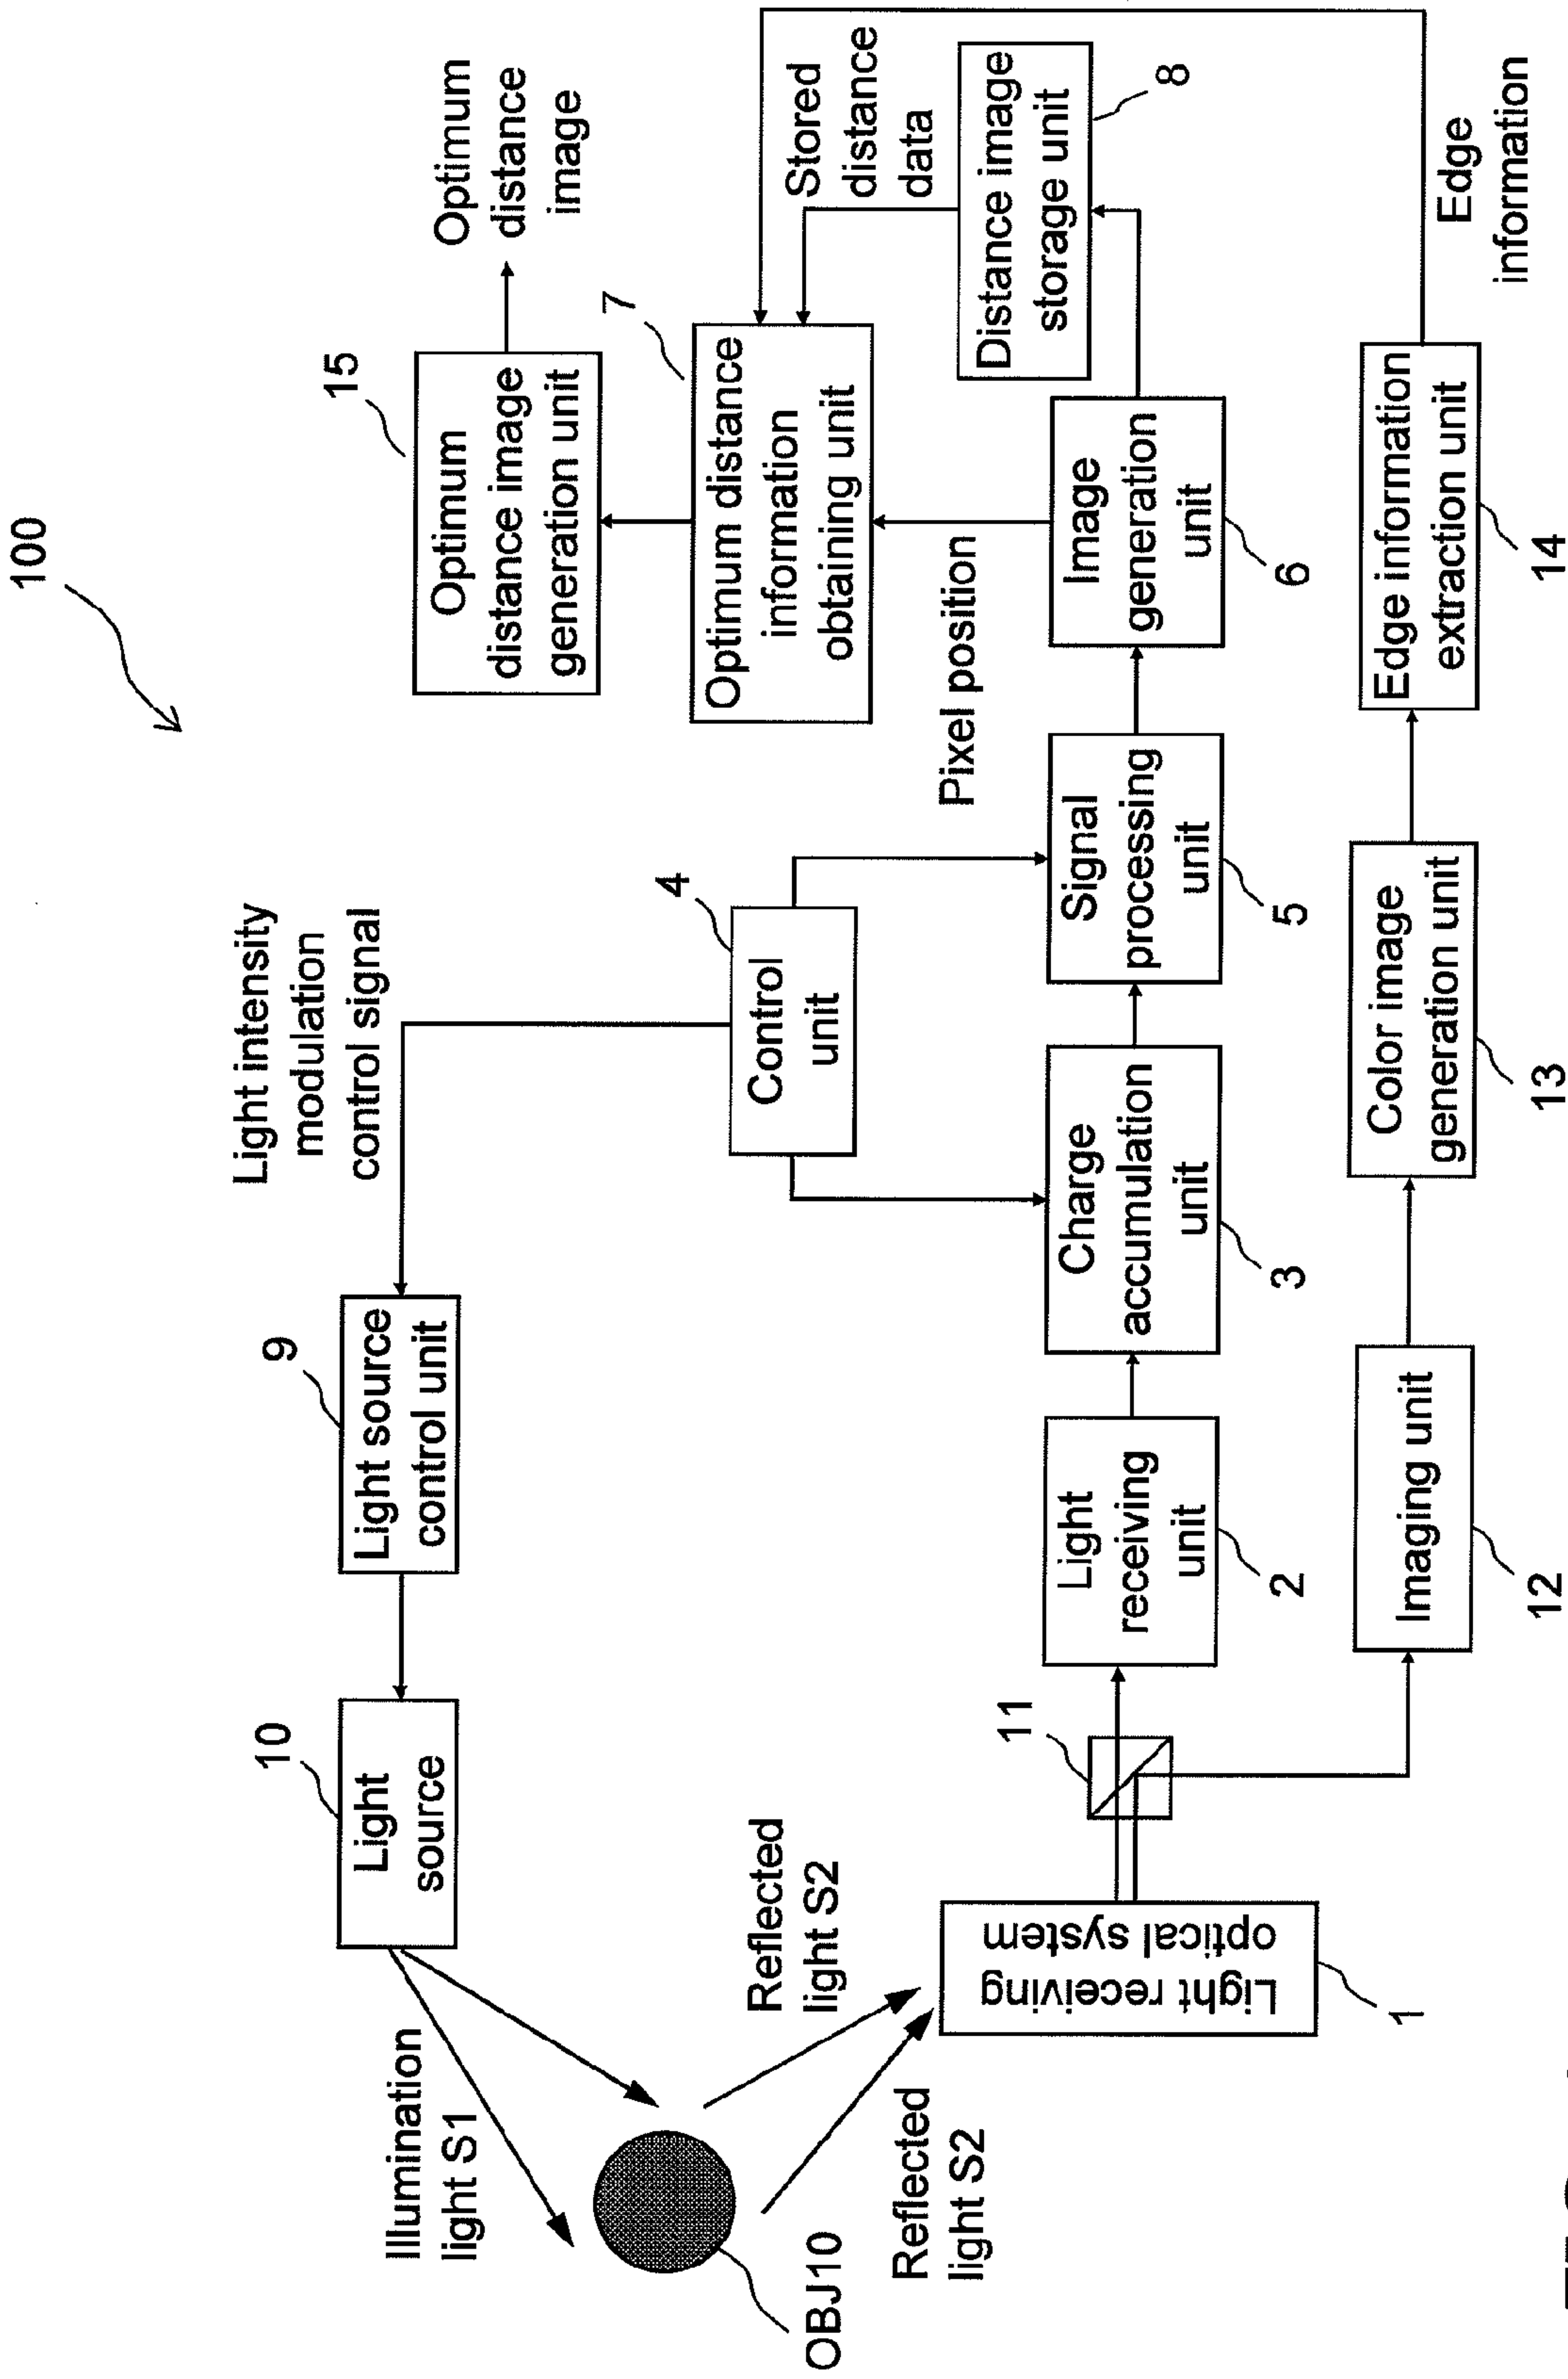 100
Light intensity
modulation
control signal
10
Light
source
9
Light source
control unit
15
Optimum
distance image
generation unit
Optimum
distance
image
Illumination
light S1
OBJ10
4
Control
unit
7
Optimum distance
information
obtaining unit
Stored
distance
data
Reflected
light S2
Reflected
light S2
Pixel position
Distance image
storage unit
8
Light receiving
optical system
1
11
Light
receiving
unit
2
Charge
accumulation
unit
3
Signal
processing
unit
5
Image
generation
unit
6
Imaging unit
12
Color image
generation unit
13
Edge information
extraction unit
14
Edge
information